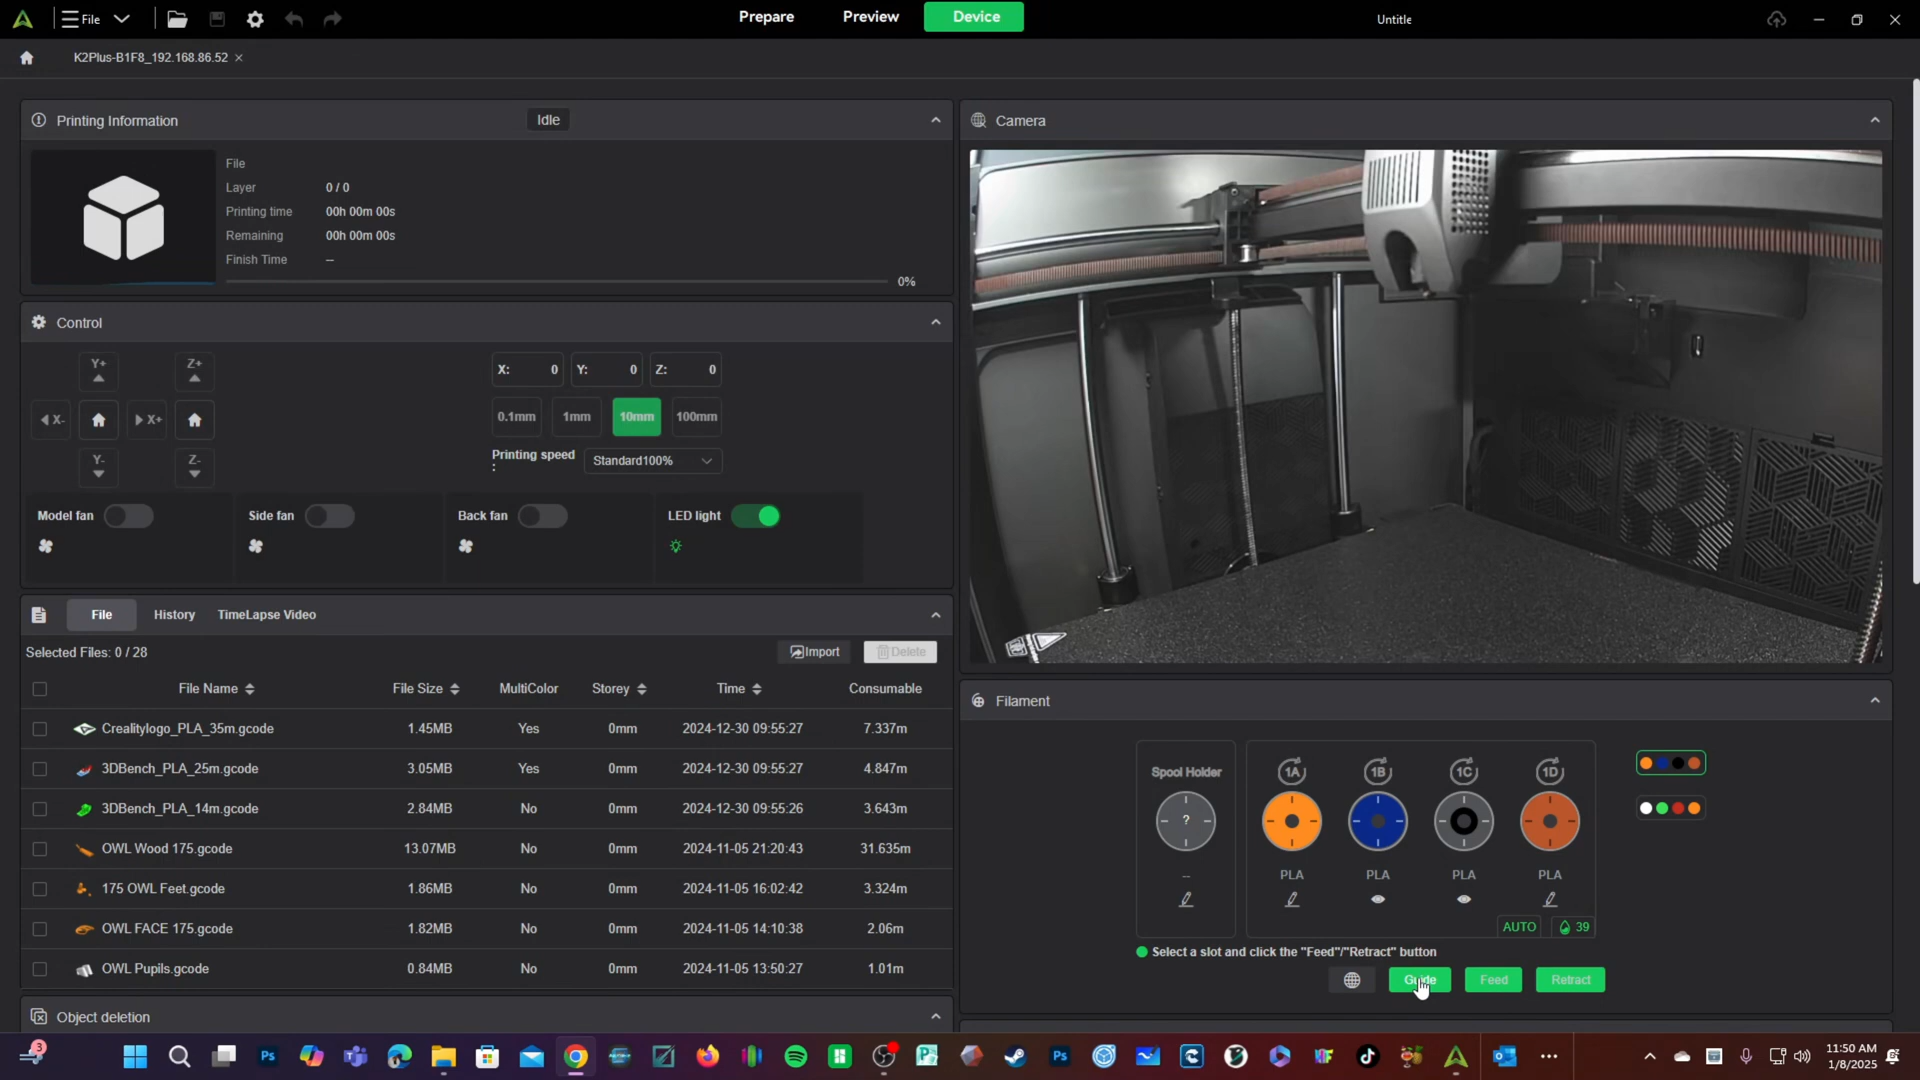 File
Prepare
Preview
Device
Untitle
K2Plus-B1F8_192.168.86.52
Printing Information
Idle
File
Layer 0 / 0
Printing time 00h 00m 00s
Remaining 00h 00m 00s
Finish Time --
0%
Camera
Control
Y+
Z+
X: 0
Y: 0
Z: 0
X-
X+
0.1mm
1mm
10mm
100mm
Y-
Z-
Printing speed
:
Standard100%
Model fan
Side fan
Back fan
LED light
File
History
TimeLapse Video
Selected Files: 0 / 28
Import
Delete
File Name File Size MultiColor Storey Time Consumable
Crealitylogo_PLA_35m.gcode 1.45MB Yes 0mm 2024-12-30 09:55:27 7.337m
3DBench_PLA_25m.gcode 3.05MB Yes 0mm 2024-12-30 09:55:27 4.847m
3DBench_PLA_14m.gcode 2.84MB No 0mm 2024-12-30 09:55:26 3.643m
OWL Wood 175.gcode 13.07MB No 0mm 2024-11-05 21:20:43 31.635m
175 OWL Feet.gcode 1.86MB No 0mm 2024-11-05 16:02:42 3.324m
OWL FACE 175.gcode 1.82MB No 0mm 2024-11-05 14:10:38 2.06m
OWL Pupils.gcode 0.84MB No 0mm 2024-11-05 13:50:27 1.01m
Object deletion
Filament
Spool Holder
1A
1B
1C
1D
?
--
PLA
PLA
PLA
PLA
AUTO
39
Select a slot and click the "Feed"/"Retract" button
Guide
Feed
Retract
3
Ps
Ps
11:50 AM
1/8/2025